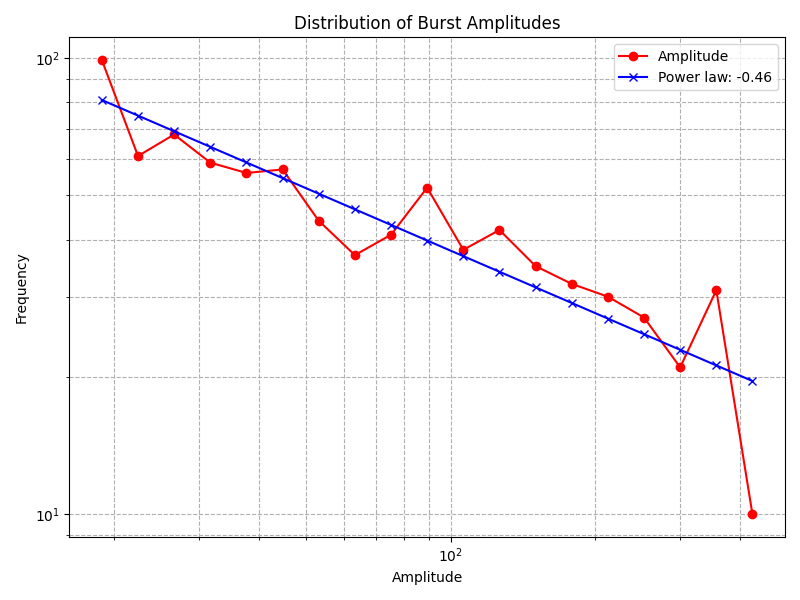 Distribution of Burst Amplitudes
Amplitude
Power law: -0.46
10²
10¹
Frequency
10²
Amplitude